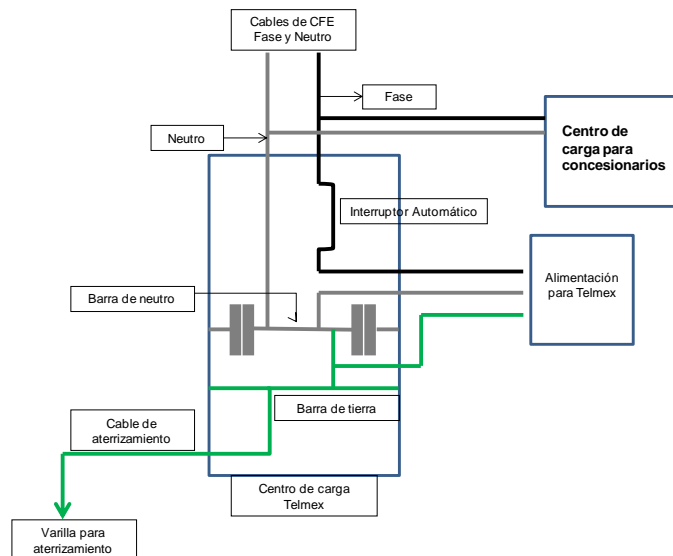 Cables de CFE
Fase y Neutro
Fase
Neutro
Centro de
carga para
concesionarios
Interruptor Automático
Alimentación
para Telmex
Barra de neutro
Barra de tierra
Cable de
aterrizamiento
Centro de carga
Telmex
Varilla para
aterrizamiento